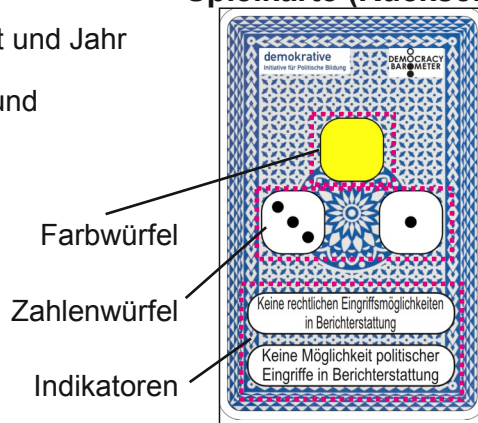 t und Jahr
und
demokrative
Initiative für Politische Bildung
DEMOCRACY
BAROMETER
Farbwürfel
Zahlenwürfel
Indikatoren
Keine rechtlichen Eingriffsmöglichkeiten
in Berichterstattung
Keine Möglichkeit politischer
Eingriffe in Berichterstattung